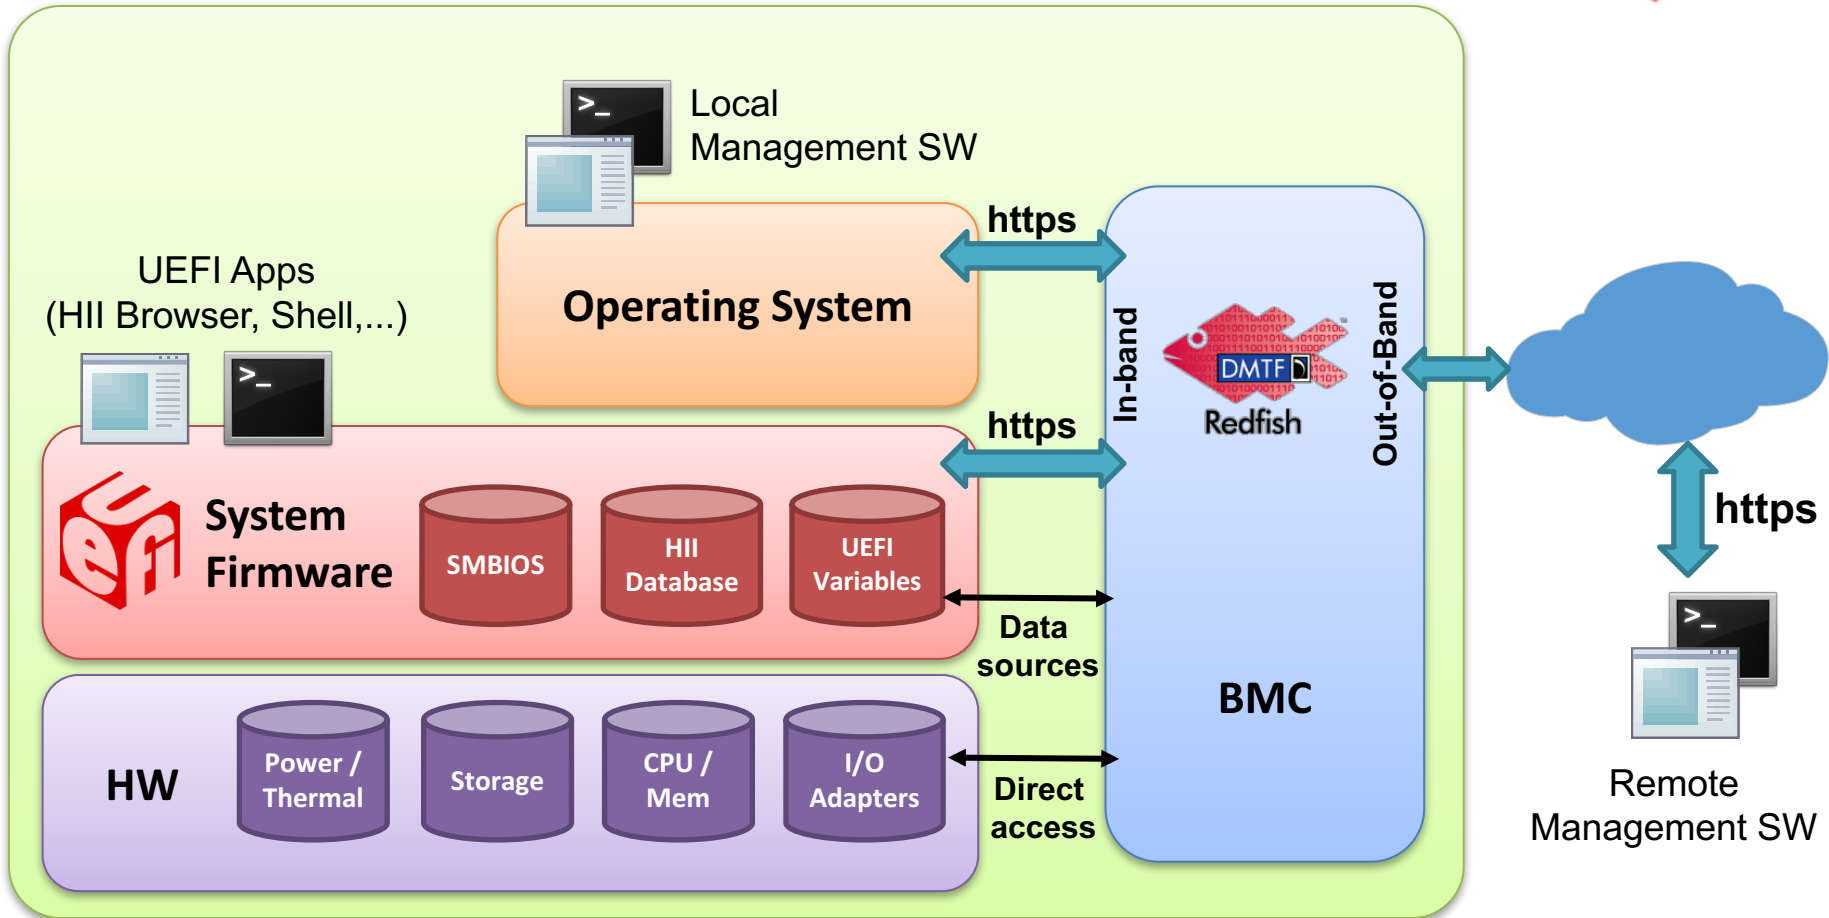 >_
Local
Management SW
https
UEFI Apps
(HII Browser, Shell,...)
>_
Operating System
In-band
DMTF
Redfish
Out-of-Band
https
uefi
System
Firmware
SMBIOS
HII
Database
UEFI
Variables
Data
sources
https
>_
BMC
HW
Power /
Thermal
Storage
CPU /
Mem
I/O
Adapters
Direct
access
Remote
Management SW